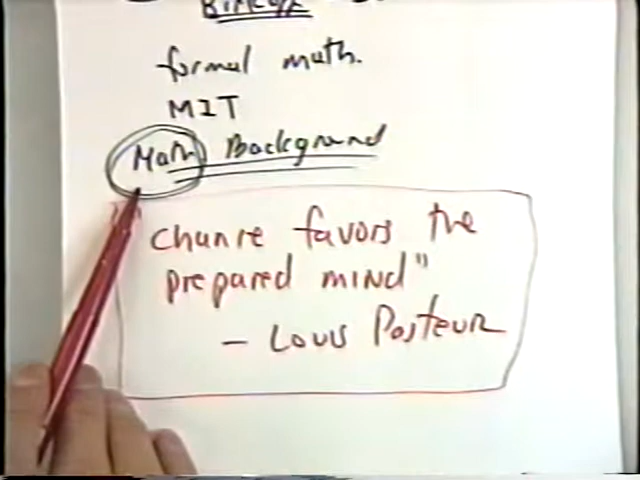 formal math.
MIT
Math Background
chance favors the
prepared mind"
- Louis Pasteur